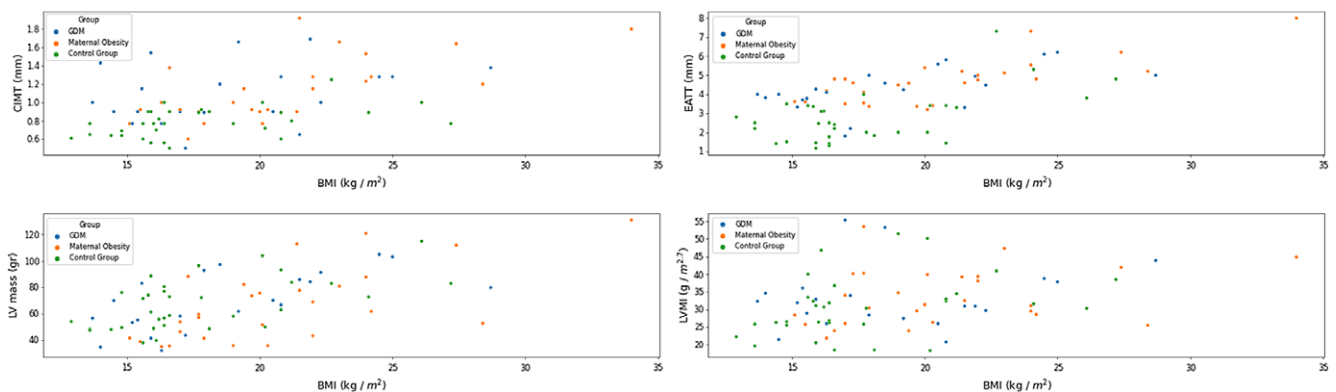 Group
GDM
Maternal Obesity
Control Group
CIMT (mm)
1.8
1.6
1.4
1.2
1.0
0.8
0.6
15 20 25 30 35
BMI (kg / m²)
Group
GDM
Maternal Obesity
Control Group
EATT (mm)
8
7
6
5
4
3
2
1
15 20 25 30 35
BMI (kg / m²)
Group
GDM
Maternal Obesity
Control Group
LV mass (gr)
120
100
80
60
40
15 20 25 30 35
BMI (kg / m²)
Group
GDM
Maternal Obesity
Control Group
LVMI (g / m²·⁷)
55
50
45
40
35
30
25
20
15 20 25 30 35
BMI (kg / m²)